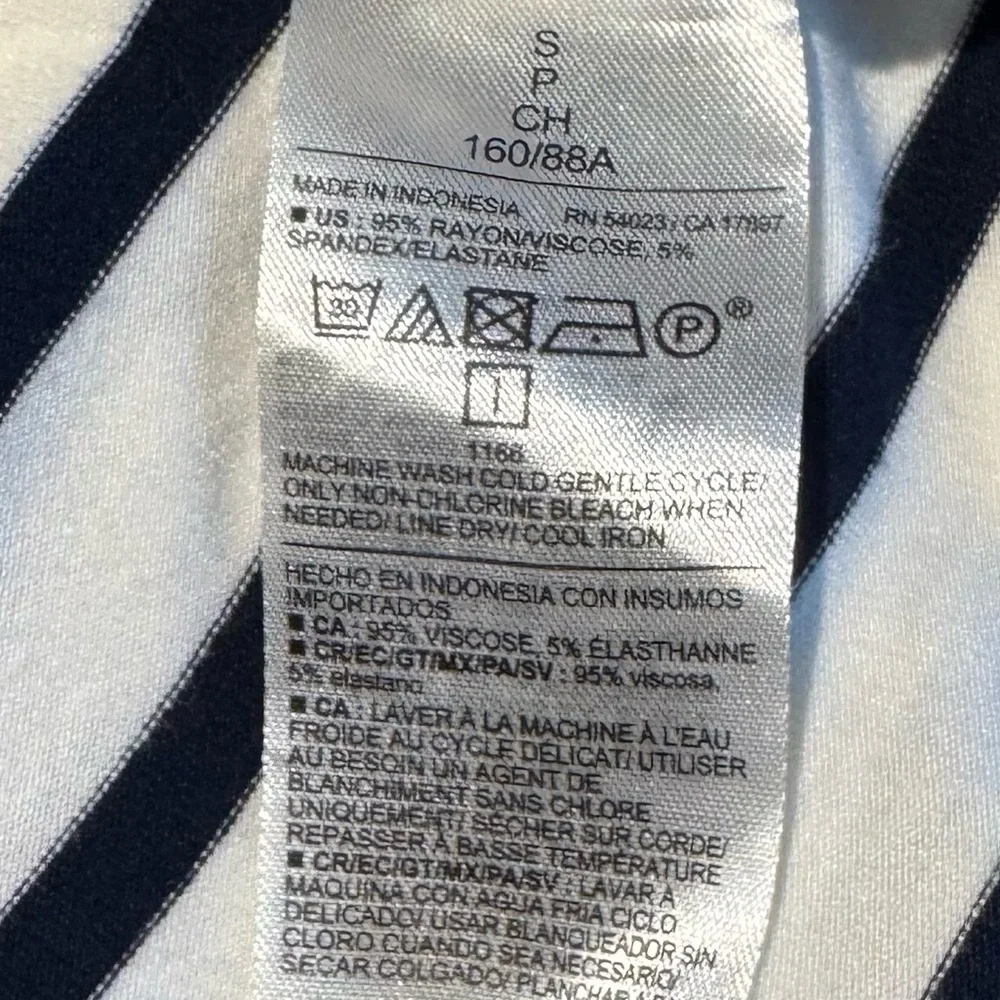 S
P
CH
160/88A
MADE IN INDONESIA RN 54023 / CA 17897
■ US : 95% RAYON/VISCOSE, 5%
SPANDEX/ELASTANE
30 P ®
1168
MACHINE WASH COLD GENTLE CYCLE/
ONLY NON-CHLORINE BLEACH WHEN
NEEDED/ LINE DRY/ COOL IRON
HECHO EN INDONESIA CON INSUMOS
IMPORTADOS
■ CA : 95% VISCOSE, 5% ÉLASTHANNE
■ CR/EC/GT/MX/PA/SV : 95% viscosa,
5% elastano
■ CA : LAVER À LA MACHINE À L'EAU
FROIDE AU CYCLE DÉLICAT/ UTILISER
AU BESOIN UN AGENT DE
BLANCHIMENT SANS CHLORE
UNIQUEMENT/ SÉCHER SUR CORDE/
REPASSER À BASSE TEMPÉRATURE
■ CR/EC/GT/MX/PA/SV : LAVAR A
MAQUINA CON AGUA FRIA CICLO
DELICADO/ USAR BLANQUEADOR SIN
CLORO CUANDO SEA NECESARIO/
SECAR COLGADO/ PLANCHAR A